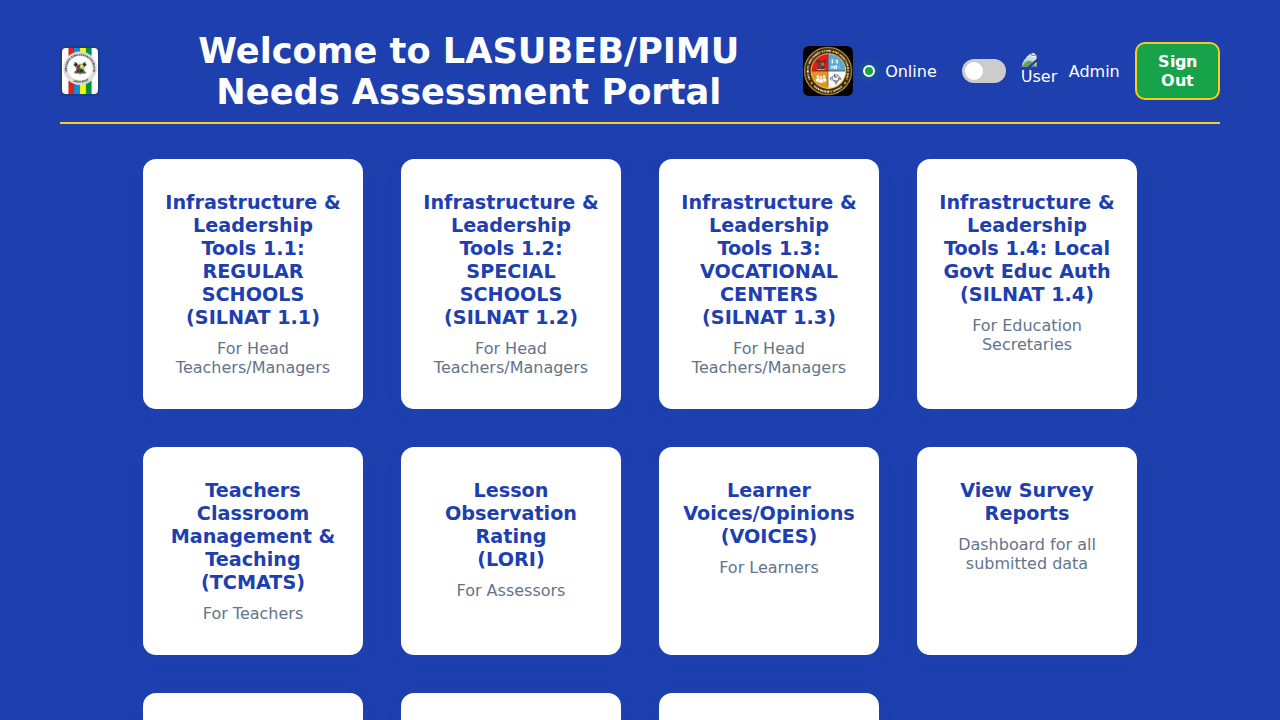 Welcome to LASUBEB/PIMU
Needs Assessment Portal
Online
User
Admin
Sign
Out
Infrastructure &
Leadership
Tools 1.1:
REGULAR
SCHOOLS
(SILNAT 1.1)
For Head
Teachers/Managers
Infrastructure &
Leadership
Tools 1.2:
SPECIAL
SCHOOLS
(SILNAT 1.2)
For Head
Teachers/Managers
Infrastructure &
Leadership
Tools 1.3:
VOCATIONAL
CENTERS
(SILNAT 1.3)
For Head
Teachers/Managers
Infrastructure &
Leadership
Tools 1.4: Local
Govt Educ Auth
(SILNAT 1.4)
For Education
Secretaries
Teachers
Classroom
Management &
Teaching
(TCMATS)
For Teachers
Lesson
Observation
Rating
(LORI)
For Assessors
Learner
Voices/Opinions
(VOICES)
For Learners
View Survey
Reports
Dashboard for all
submitted data